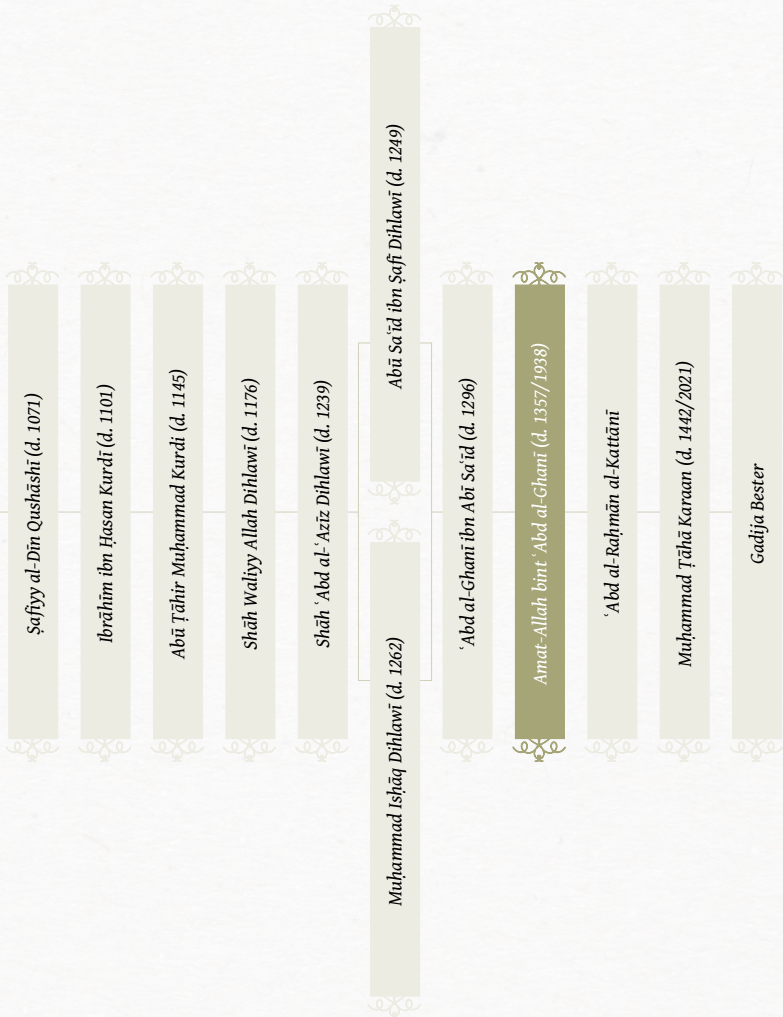 Ṣafiyy al-Dīn Qushāshī (d. 1071)
Ibrāhīm ibn Ḥasan Kurdī (d. 1101)
Abū Ṭāhir Muḥammad Kurdi (d. 1145)
Shāh Waliyy Allah Dihlawī (d. 1176)
Shāh ʿAbd al-ʿAzīz Dihlawī (d. 1239)
Abū Saʿīd ibn Ṣafī Dihlawī (d. 1249)
Muḥammad Isḥāq Dihlawī (d. 1262)
ʿAbd al-Ghanī ibn Abī Saʿīd (d. 1296)
Amat-Allah bint ʿAbd al-Ghanī (d. 1357/1938)
ʿAbd al-Raḥmān al-Kattānī
Muḥammad Ṭāhā Karaan (d. 1442/2021)
Gadija Bester